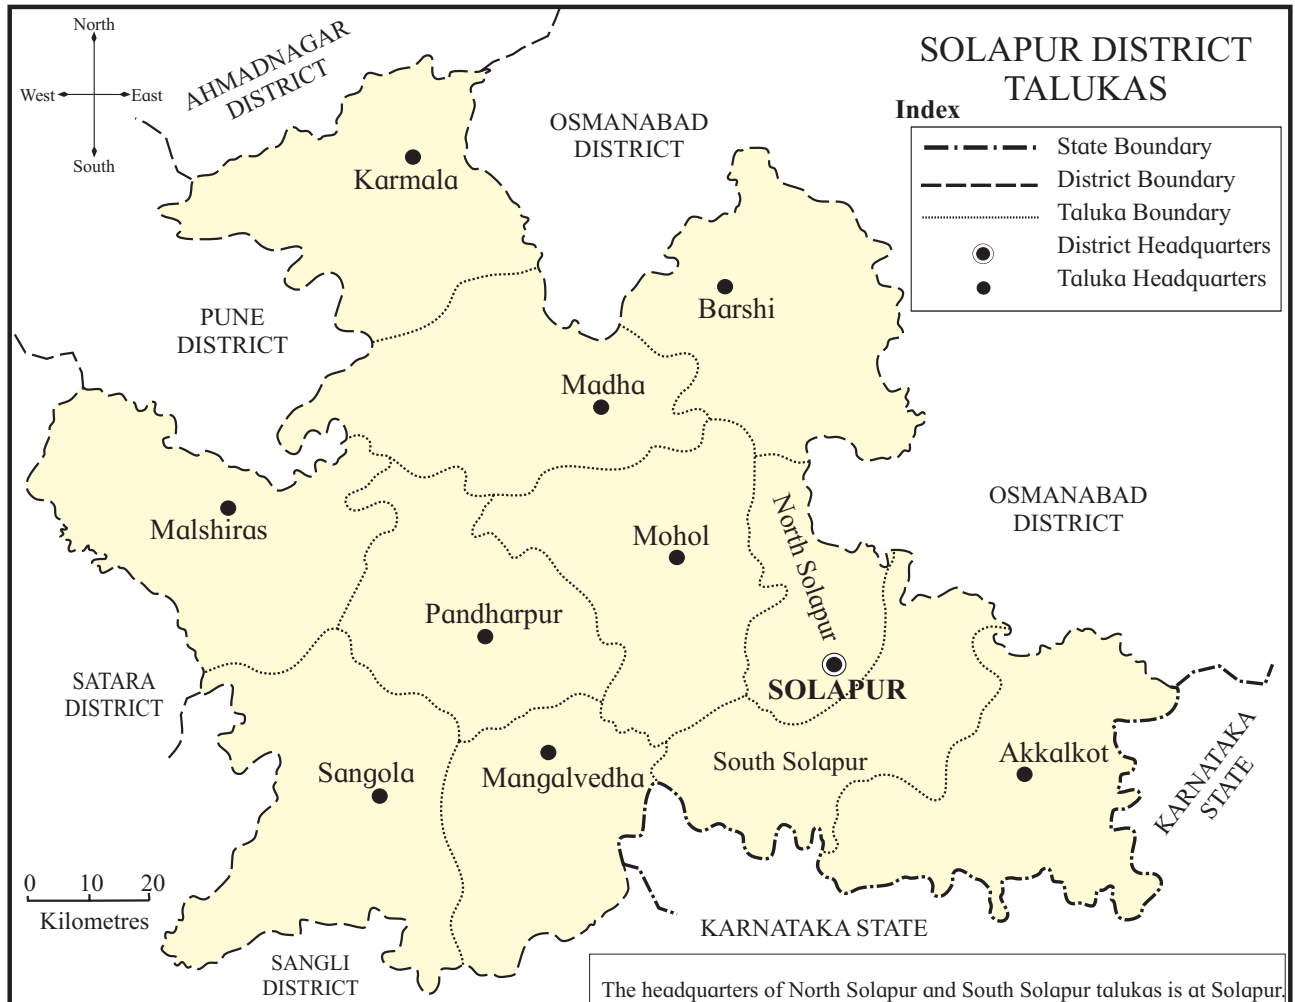 North
West
East
South
AHMADNAGAR
DISTRICT
SOLAPUR DISTRICT
TALUKAS
Index
State Boundary
District Boundary
Taluka Boundary
District Headquarters
Taluka Headquarters
OSMANABAD
DISTRICT
Karmala
Barshi
PUNE
DISTRICT
Madha
Malshiras
Mohol
North Solapur
OSMANABAD
DISTRICT
Pandharpur
SOLAPUR
SATARA
DISTRICT
Sangola
Mangalvedha
South Solapur
Akkalkot
KARNATAKA
STATE
0 10 20
Kilometres
KARNATAKA STATE
SANGLI
DISTRICT
The headquarters of North Solapur and South Solapur talukas is at Solapur.